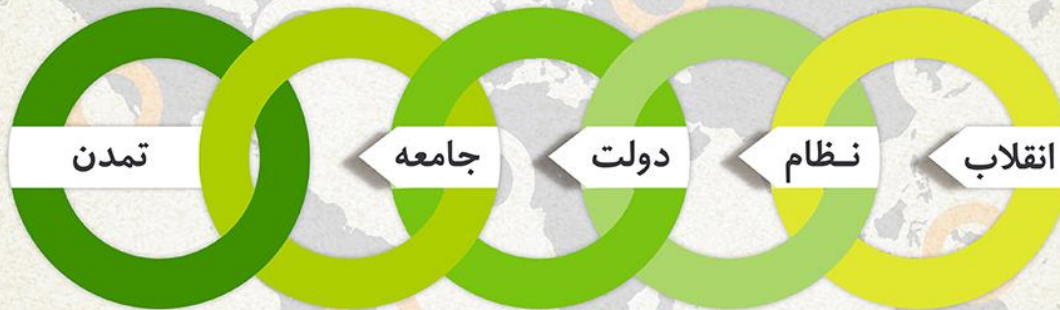 انقلاب
نـظام
دولت
جامعه
تمدن